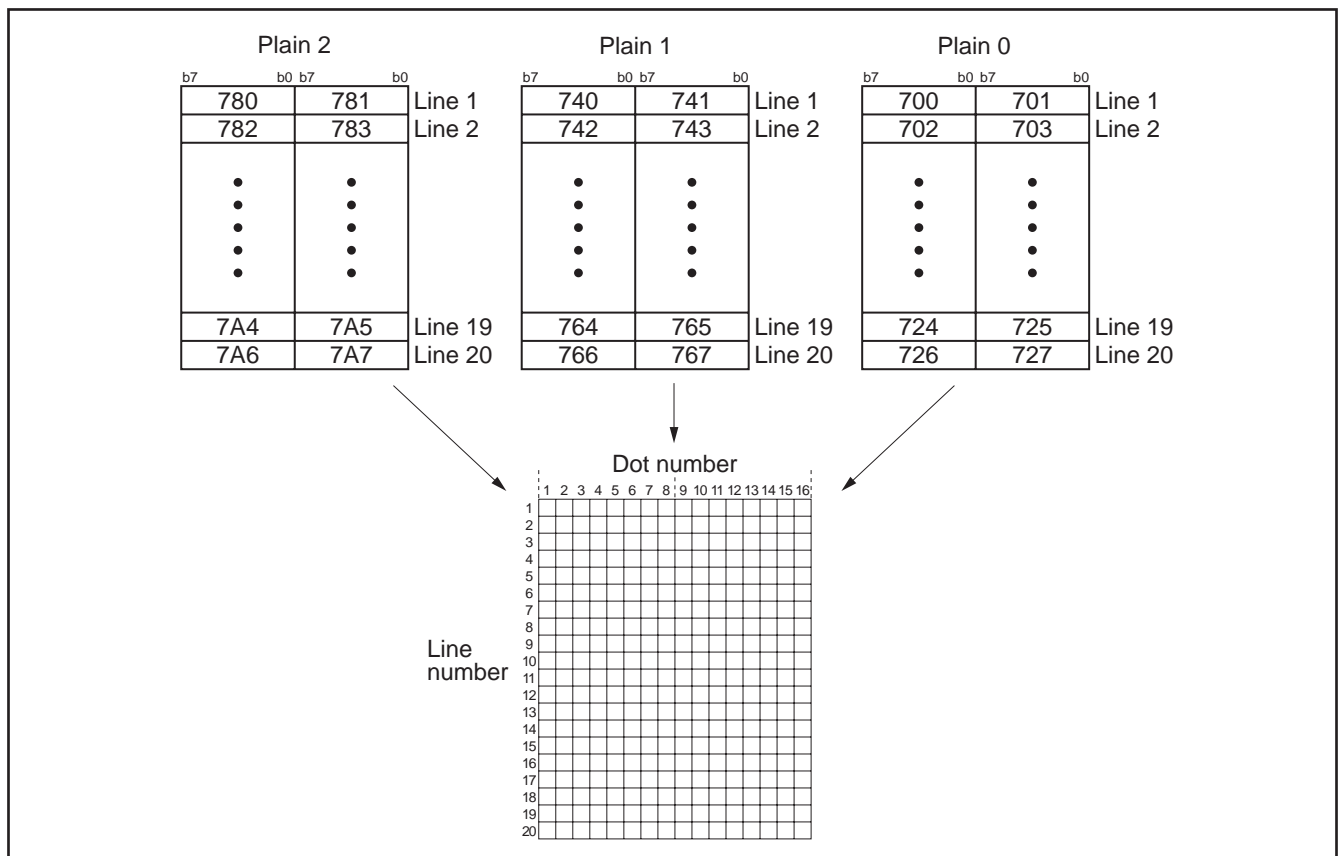 Plain 2 Plain 1 Plain 0
b7 b0 b7 b0 b7 b0 b7 b0 b7 b0 b7 b0
780 781 Line 1 740 741 Line 1 700 701 Line 1
782 783 Line 2 742 743 Line 2 702 703 Line 2
7A4 7A5 Line 19 764 765 Line 19 724 725 Line 19
7A6 7A7 Line 20 766 767 Line 20 726 727 Line 20
Dot number
1 2 3 4 5 6 7 8 9 10 11 12 13 14 15 16
1
2
3
4
5
6
7
8
9
Line
number
10
11
12
13
14
15
16
17
18
19
20